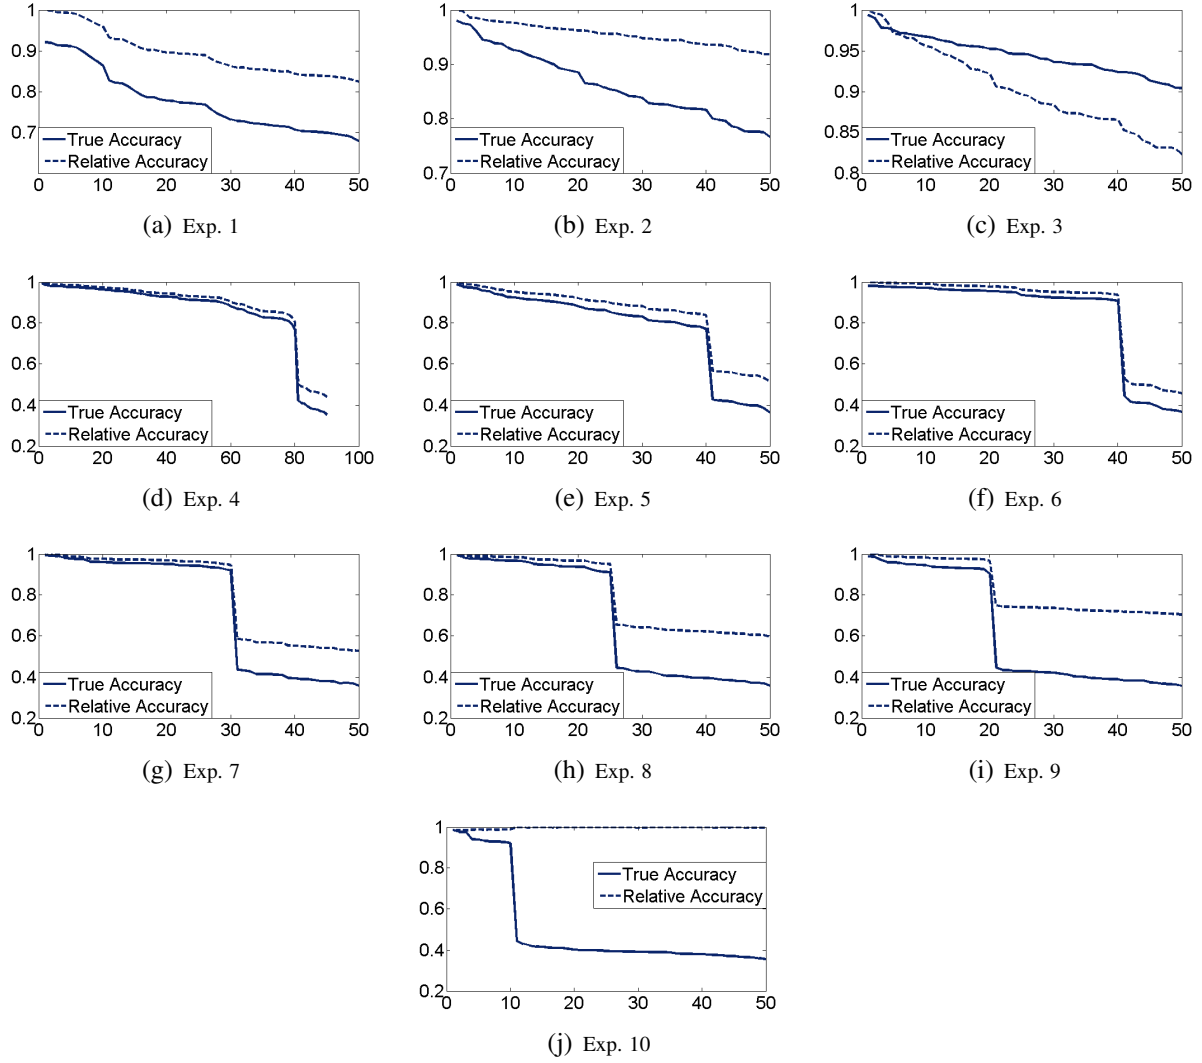 1
0.9
0.8
0.7
True Accuracy
Relative Accuracy
0 10 20 30 40 50
(a) Exp. 1
1
0.9
0.8
0.7
True Accuracy
Relative Accuracy
0 10 20 30 40 50
(b) Exp. 2
1
0.95
0.9
0.85
0.8
True Accuracy
Relative Accuracy
0 10 20 30 40 50
(c) Exp. 3
1
0.8
0.6
0.4
0.2
True Accuracy
Relative Accuracy
0 20 40 60 80 100
(d) Exp. 4
1
0.8
0.6
0.4
0.2
True Accuracy
Relative Accuracy
0 10 20 30 40 50
(e) Exp. 5
1
0.8
0.6
0.4
0.2
True Accuracy
Relative Accuracy
0 10 20 30 40 50
(f) Exp. 6
1
0.8
0.6
0.4
0.2
True Accuracy
Relative Accuracy
0 10 20 30 40 50
(g) Exp. 7
1
0.8
0.6
0.4
0.2
True Accuracy
Relative Accuracy
0 10 20 30 40 50
(h) Exp. 8
1
0.8
0.6
0.4
0.2
True Accuracy
Relative Accuracy
0 10 20 30 40 50
(i) Exp. 9
1
0.8
0.6
0.4
0.2
True Accuracy
Relative Accuracy
0 10 20 30 40 50
(j) Exp. 10